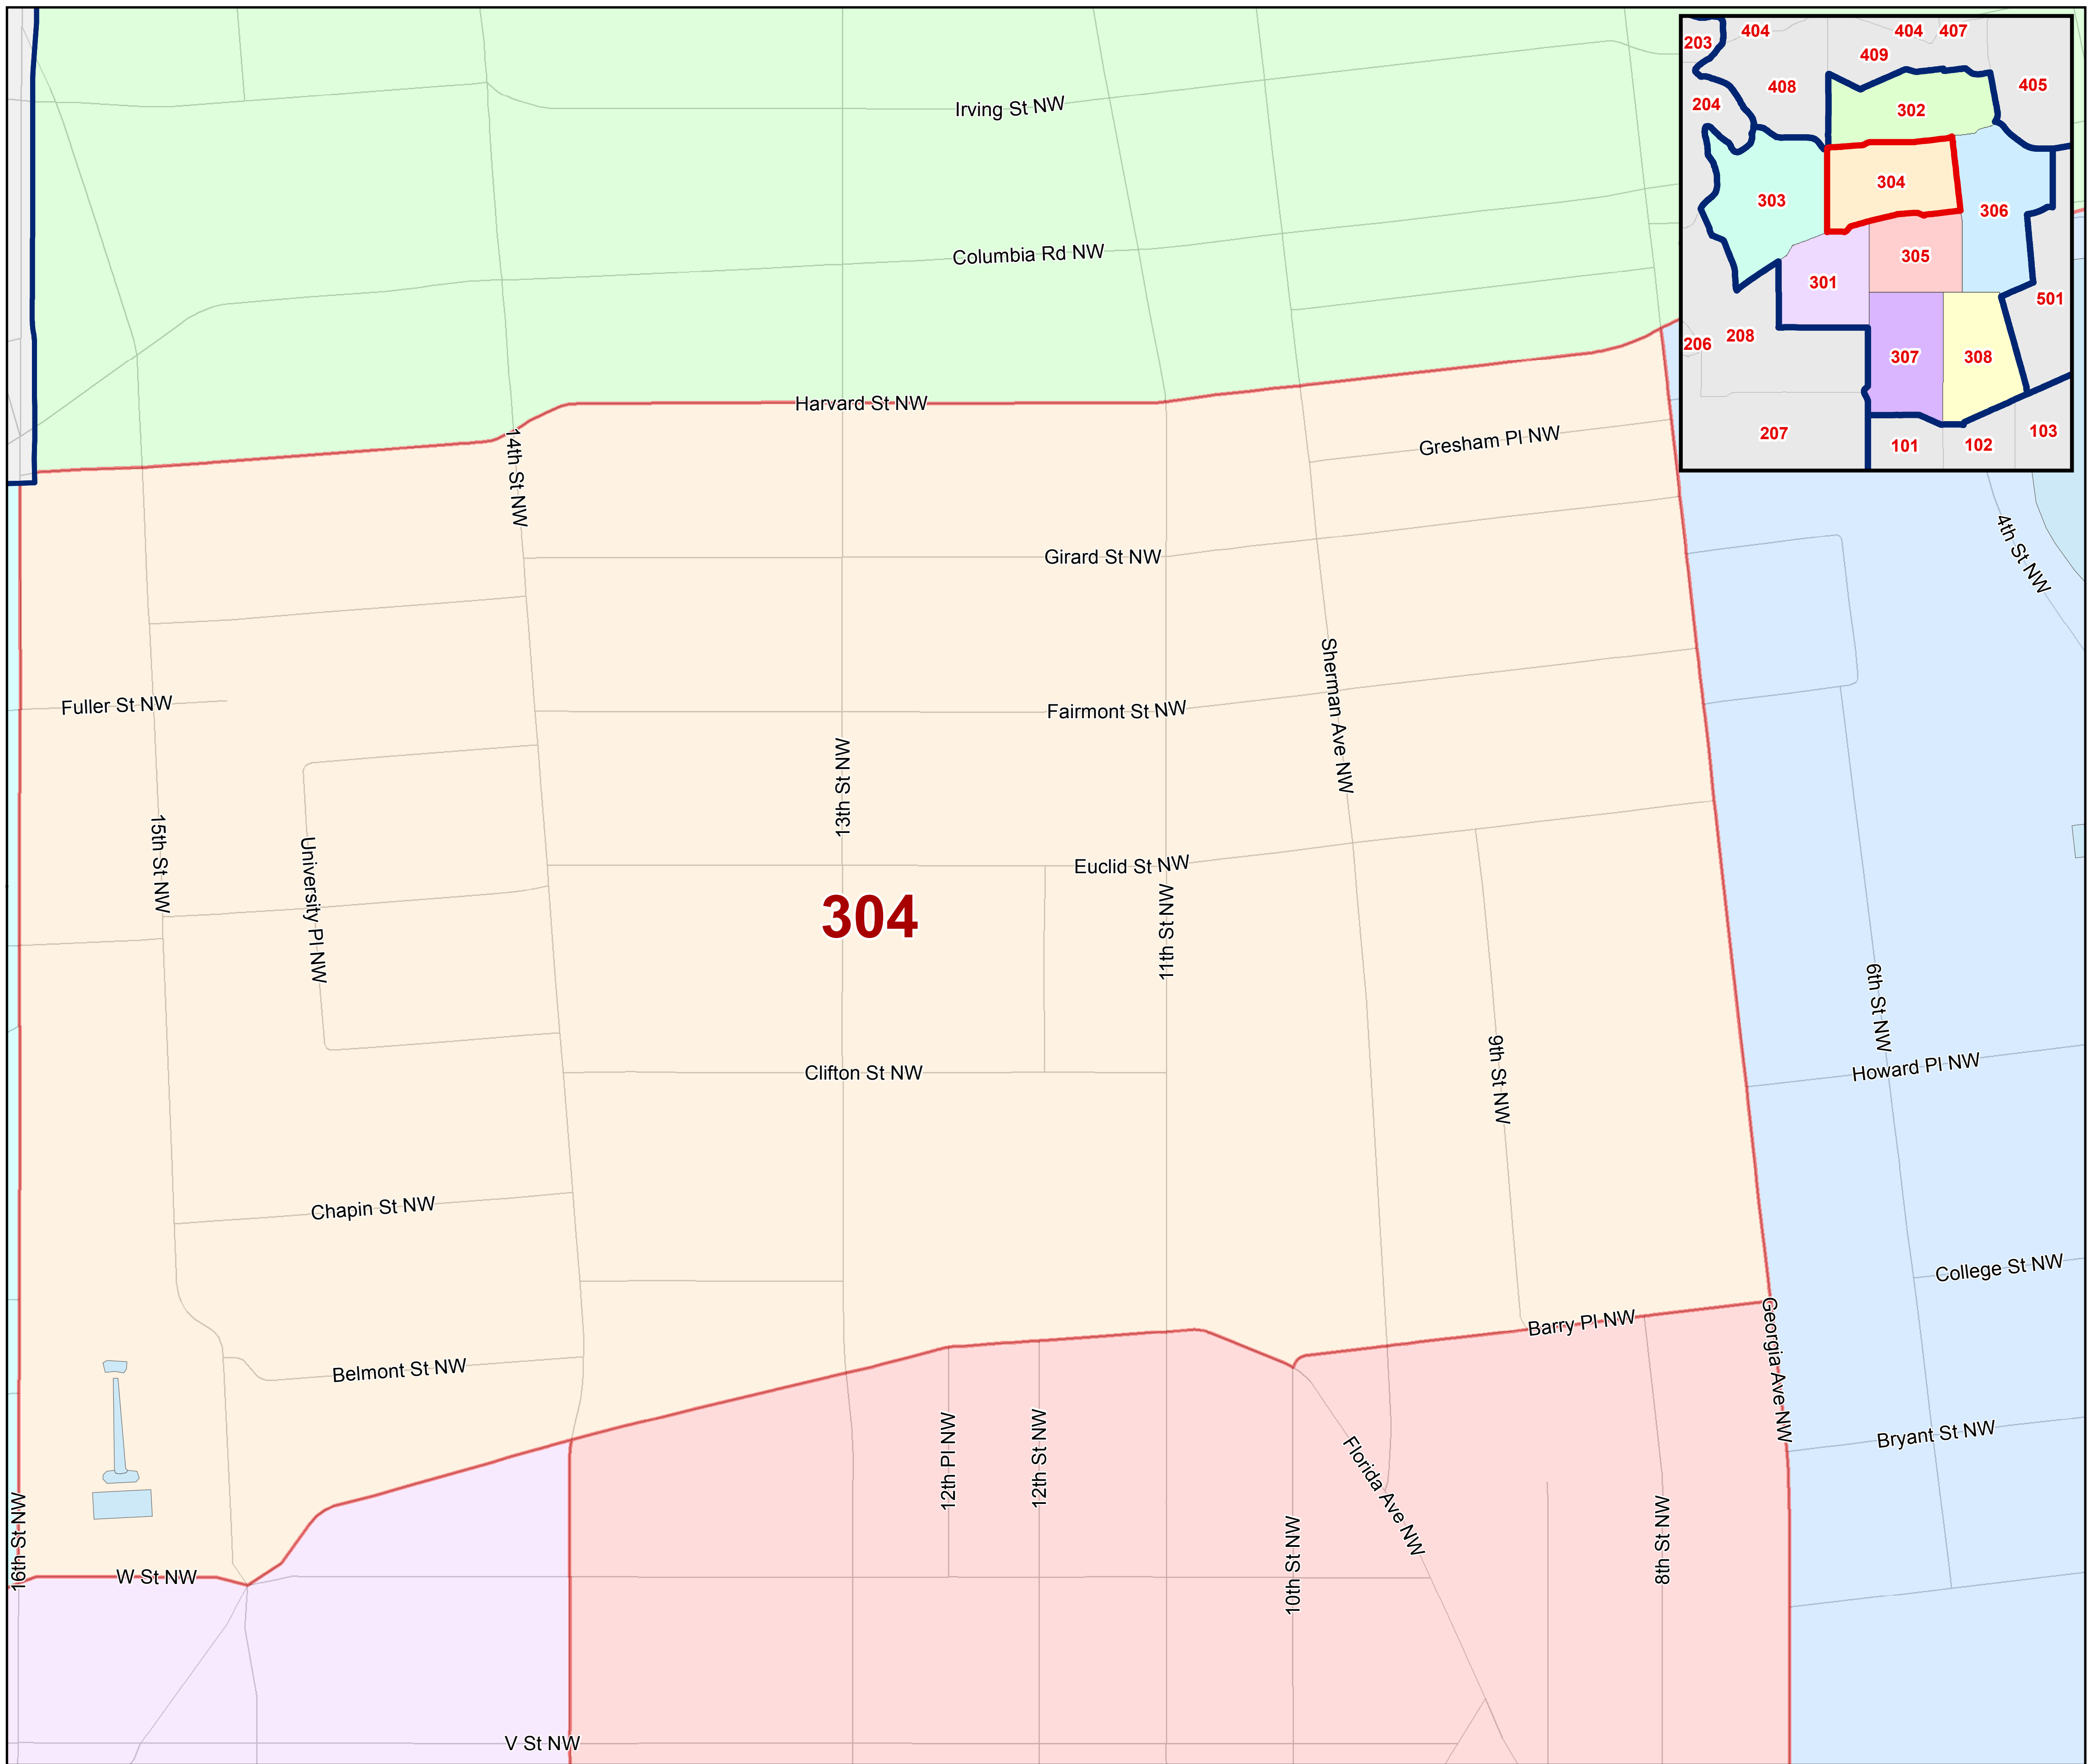 203
404
404
407
409
408
405
204
302
304
303
306
305
301
501
206
208
307
308
207
101
102
103
Irving St NW
Columbia Rd NW
Harvard St NW
14th St NW
Gresham Pl NW
Girard St NW
4th St NW
Fuller St NW
Fairmont St NW
Sherman Ave NW
13th St NW
15th St NW
University Pl NW
Euclid St NW
304
11th St NW
6th St NW
Howard Pl NW
Clifton St NW
9th St NW
Chapin St NW
College St NW
Barry Pl NW
Georgia Ave NW
Belmont St NW
12th Pl NW
12th St NW
Florida Ave NW
Bryant St NW
16th St NW
W St NW
10th St NW
8th St NW
V St NW